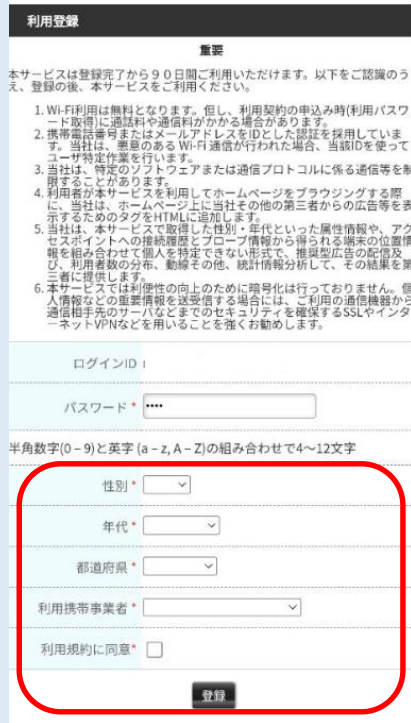 利用登録
重要
本サービスは登録完了から９０日間ご利用いただけます。以下をご認識のう
え、登録の後、本サービスをご利用ください。
1. Wi-Fi利用は無料となります。但し、利用契約の申込み時(利用パスワ
ード取得)に通話料や通信料がかかる場合があります。
2. 携帯電話番号またはメールアドレスをIDとした認証を採用していま
す。当社は、悪意のある Wi-Fi 通信が行われた場合、当該IDを使って
ユーザ特定作業を行います。
3. 当社は、特定のソフトウェアまたは通信プロトコルに係る通信等を制
限することがあります。
4. 利用者が本サービスを利用してホームページをブラウジングする際
に、当社は、ホームページ上に当社その他の第三者からの広告等を表
示するためのタグをHTMLに追加します。
5. 当社は、本サービスで取得した性別・年代といった属性情報や、アク
セスポイントへの接続履歴とプローブ情報から得られる端末の位置情
報を組み合わせて個人を特定できない形式で、推奨型広告の配信及
び、利用者数の分布、動線その他、統計情報分析して、その結果を第
三者に提供します。
6. 本サービスでは利便性の向上のために暗号化は行っておりません。個
人情報などの重要情報を送受信する場合には、ご利用の通信機器から
通信相手先のサーバなどまでのセキュリティを確保するSSLやインタ
ーネットVPNなどを用いることを強くお勧めします。
ログインID
パスワード * ••••
半角数字(0 – 9)と英字 (a – z, A – Z)の組み合わせで4～12文字
性別 *
年代 *
都道府県 *
利用携帯事業者 *
利用規約に同意*
登録